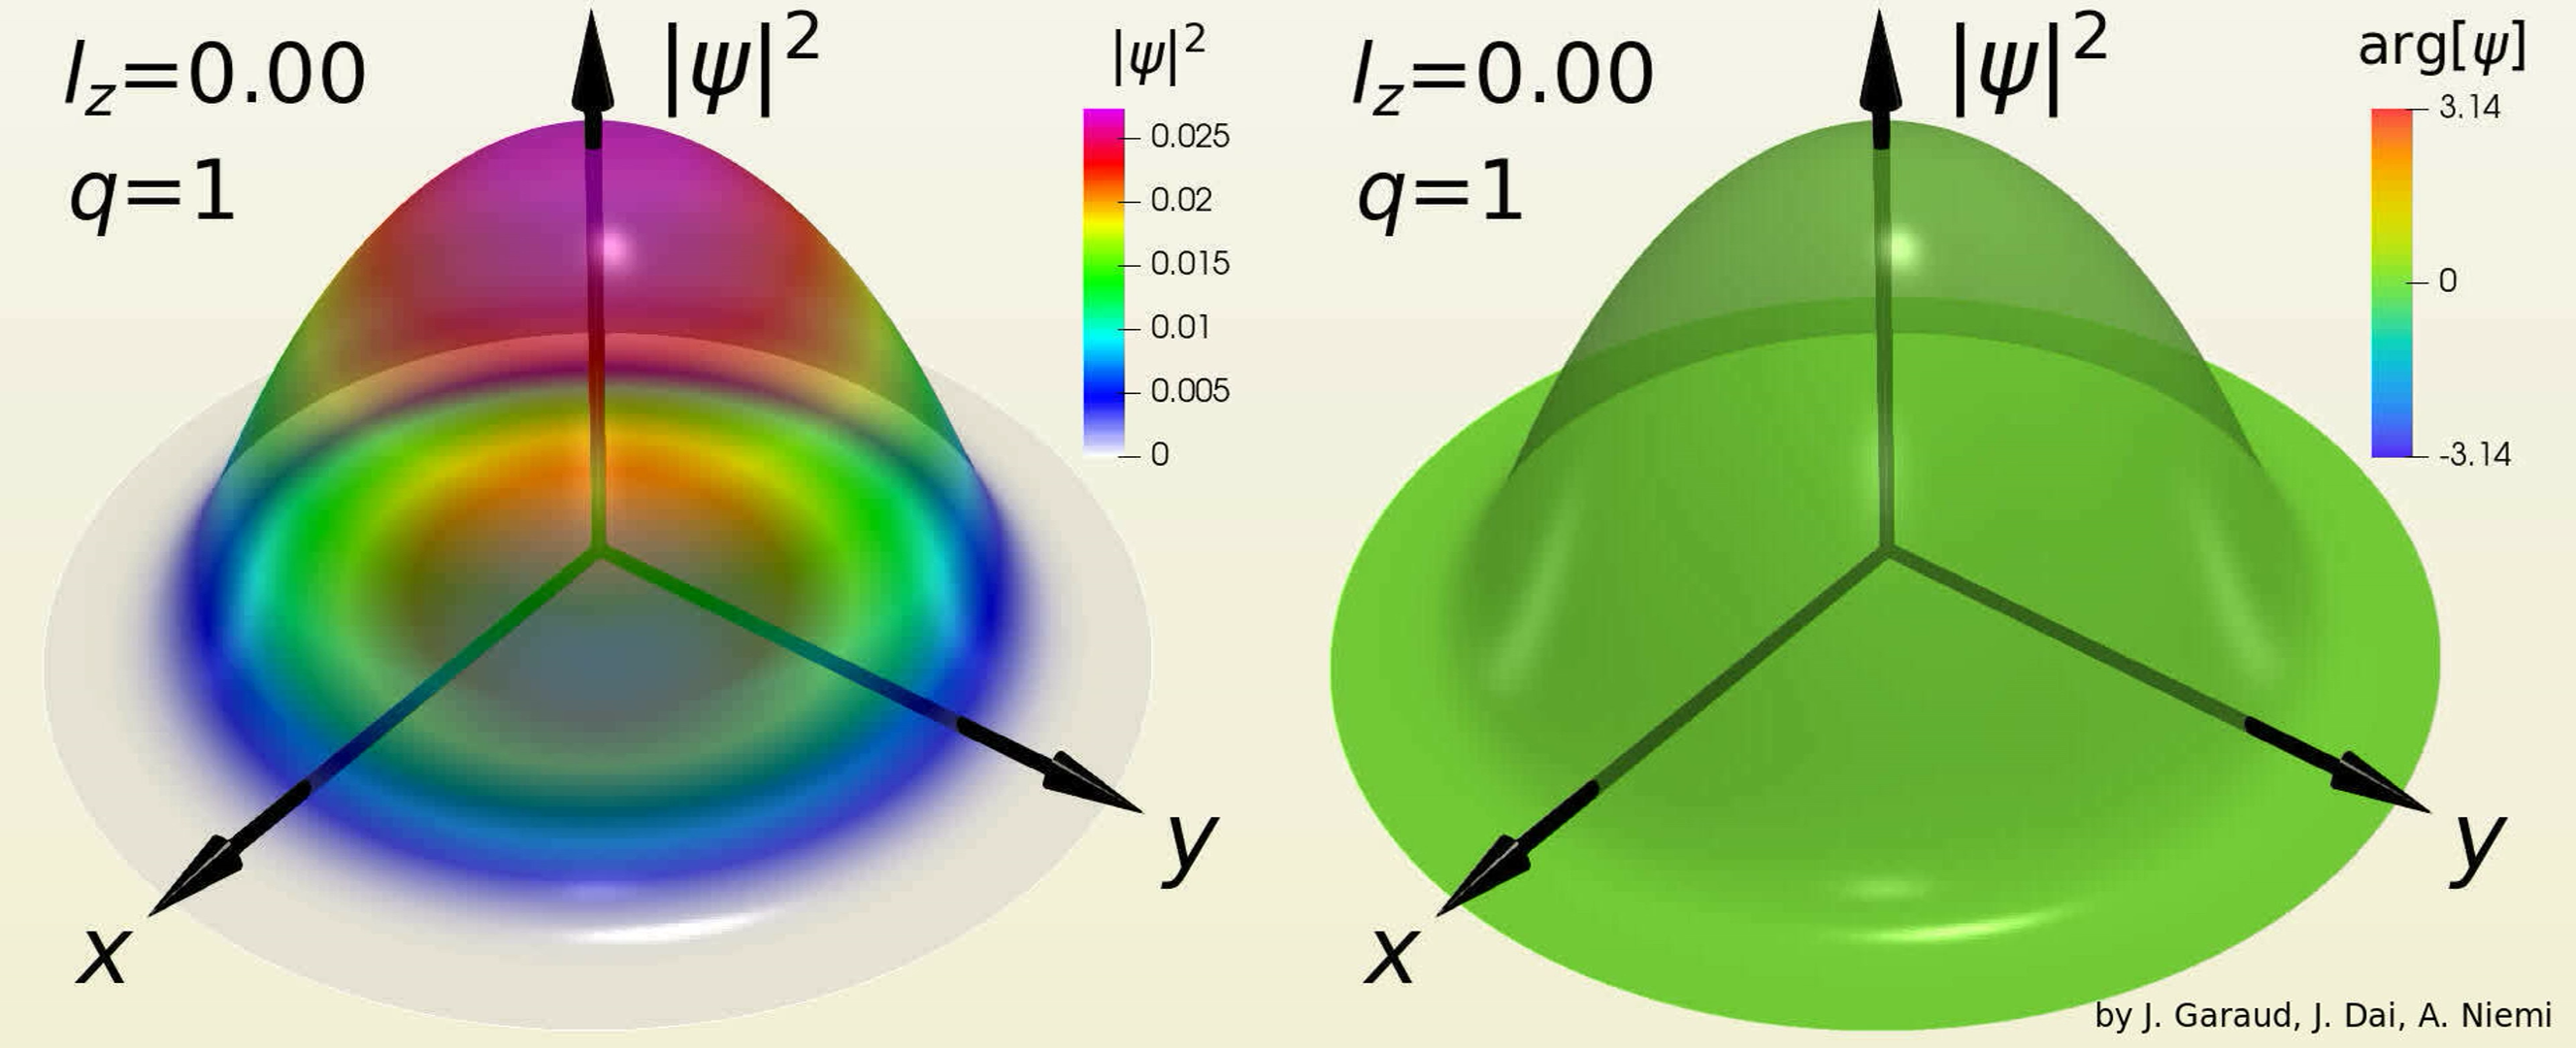 l_z=0.00
q=1
|ψ|²
|ψ|²
0.025
0.02
0.015
0.01
0.005
0
x
y
l_z=0.00
q=1
|ψ|²
arg[ψ]
3.14
0
-3.14
x
y
by J. Garaud, J. Dai, A. Niemi